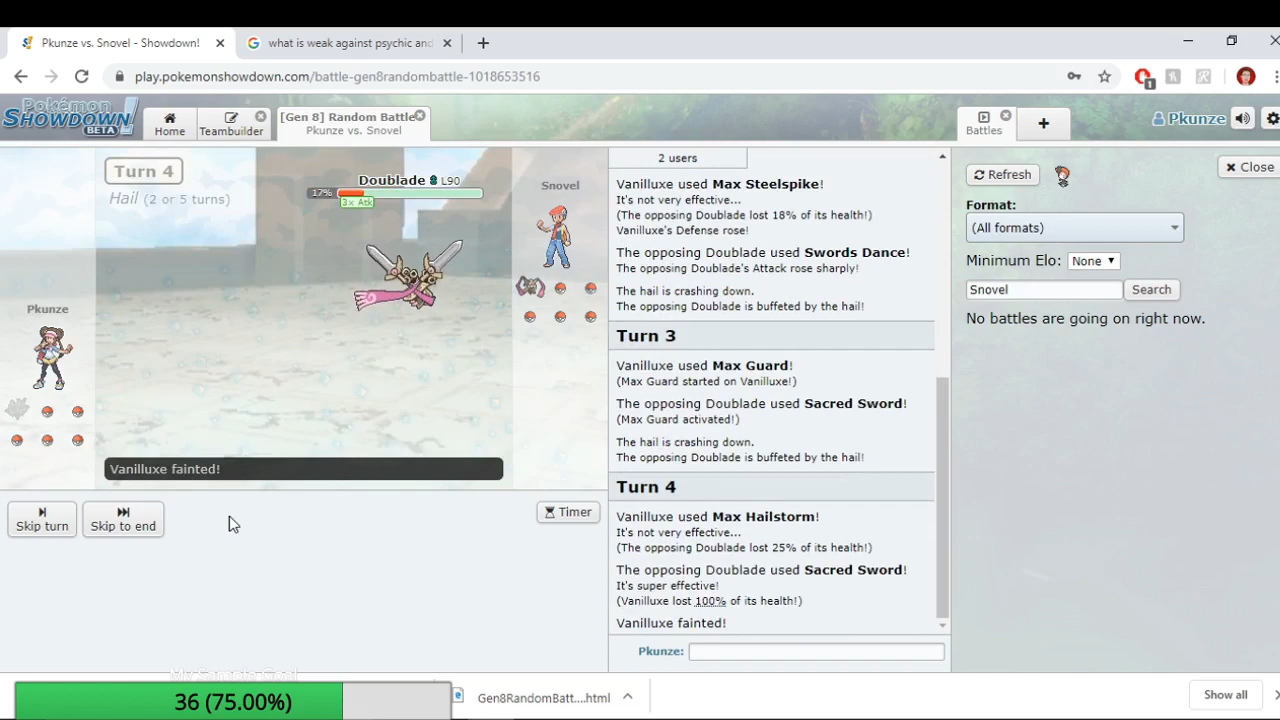 Pkunze vs. Snovel - Showdown!
what is weak against psychic and
play.pokemonshowdown.com/battle-gen8randombattle-1018653516
1
Pokémon
SHOWDOWN!
BETA
Home
Teambuilder
[Gen 8] Random Battle
Pkunze vs. Snovel
Battles
Pkunze
Turn 4
Hail (2 or 5 turns)
Doublade L90
17%
3× Atk
Snovel
Pkunze
Vanilluxe fainted!
Skip turn
Skip to end
Timer
2 users
Vanilluxe used Max Steelspike!
It's not very effective...
(The opposing Doublade lost 18% of its health!)
Vanilluxe's Defense rose!
The opposing Doublade used Swords Dance!
The opposing Doublade's Attack rose sharply!
The hail is crashing down.
The opposing Doublade is buffeted by the hail!
Turn 3
Vanilluxe used Max Guard!
(Max Guard started on Vanilluxe!)
The opposing Doublade used Sacred Sword!
(Max Guard activated!)
The hail is crashing down.
The opposing Doublade is buffeted by the hail!
Turn 4
Vanilluxe used Max Hailstorm!
It's not very effective...
(The opposing Doublade lost 25% of its health!)
The opposing Doublade used Sacred Sword!
It's super effective!
(Vanilluxe lost 100% of its health!)
Vanilluxe fainted!
Pkunze:
Refresh
Close
Format:
(All formats)
Minimum Elo: None
Snovel
Search
No battles are going on right now.
My Sample Goal
36 (75.00%)
Gen8RandomBatt....html
Show all